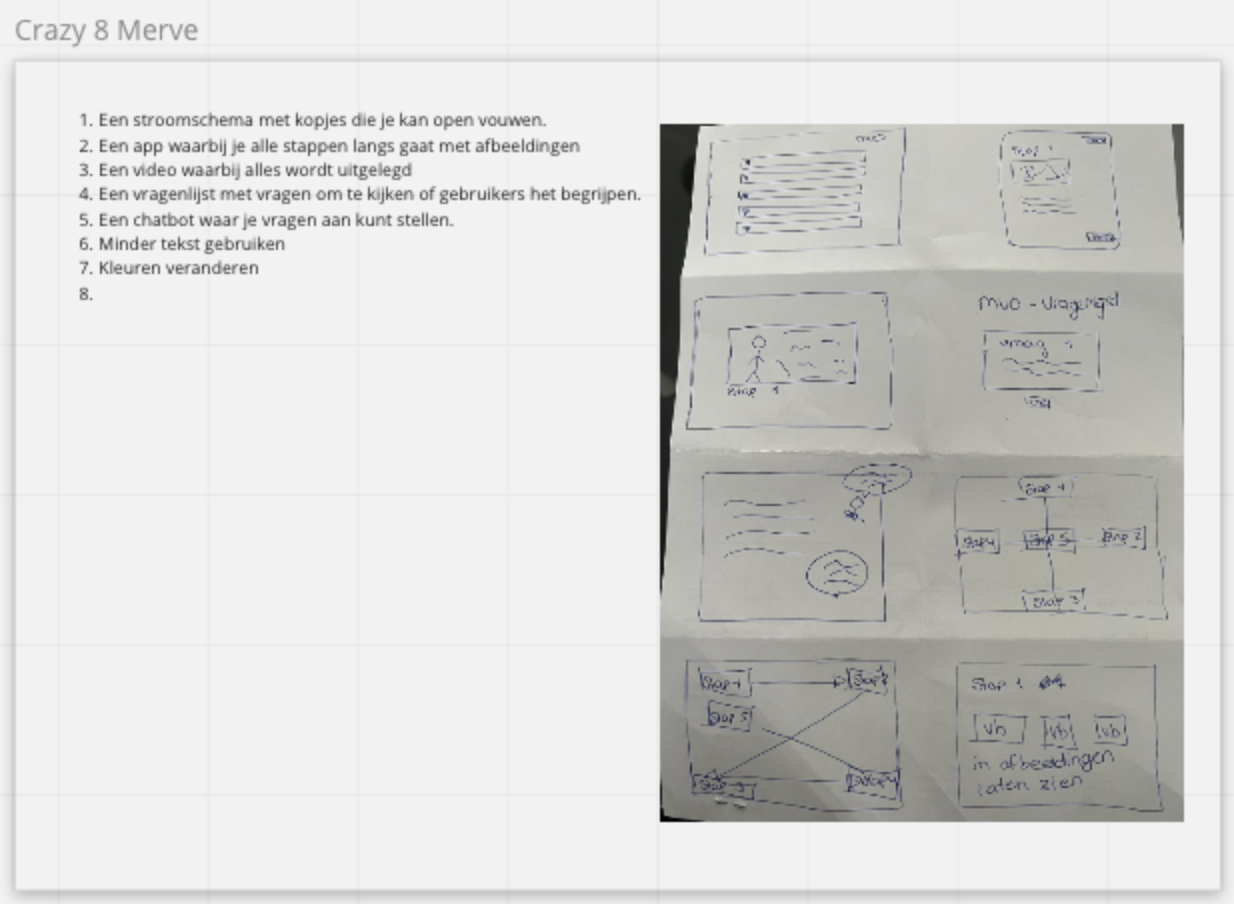 Crazy 8 Merve
1. Een stroomschema met kopjes die je kan open vouwen.
2. Een app waarbij je alle stappen langs gaat met afbeeldingen
3. Een video waarbij alles wordt uitgelegd
4. Een vragenlijst met vragen om te kijken of gebruikers het begrijpen.
5. Een chatbot waar je vragen aan kunt stellen.
6. Minder tekst gebruiken
7. Kleuren veranderen
8.
Stap 1
MVO -
vraag 1
Stap 1
Stap 1
Stap 4 Stap 5 Stap 2
Stap 3
Stap 1 Stap 2
Stap 5
Stap 3 Stap 4
Stap 1
vb vb vb
in afbeeldingen
laten zien